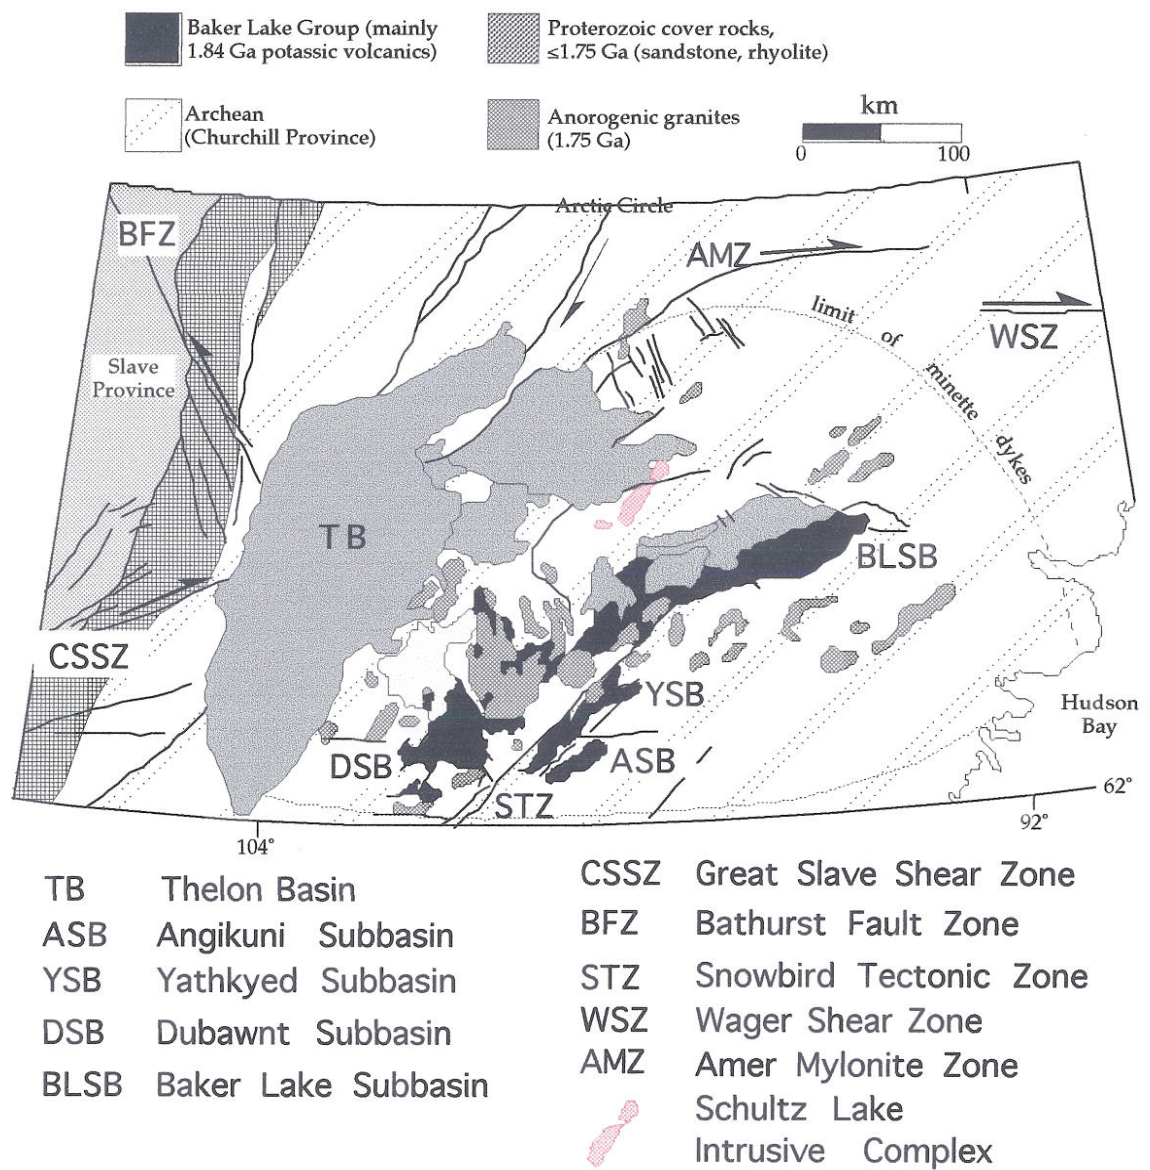 Baker Lake Group (mainly
1.84 Ga potassic volcanics)
Proterozoic cover rocks,
≤1.75 Ga (sandstone, rhyolite)
Archean
(Churchill Province)
Anorogenic granites
(1.75 Ga)
km
0 100
Arctic Circle
BFZ
AMZ
WSZ
limit of minette dykes
Slave
Province
TB
BLSB
CSSZ
YSB
Hudson
Bay
DSB
ASB
STZ
62°
92°
104°
TB Thelon Basin
ASB Angikuni Subbasin
YSB Yathkyed Subbasin
DSB Dubawnt Subbasin
BLSB Baker Lake Subbasin
CSSZ Great Slave Shear Zone
BFZ Bathurst Fault Zone
STZ Snowbird Tectonic Zone
WSZ Wager Shear Zone
AMZ Amer Mylonite Zone
Schultz Lake
Intrusive Complex